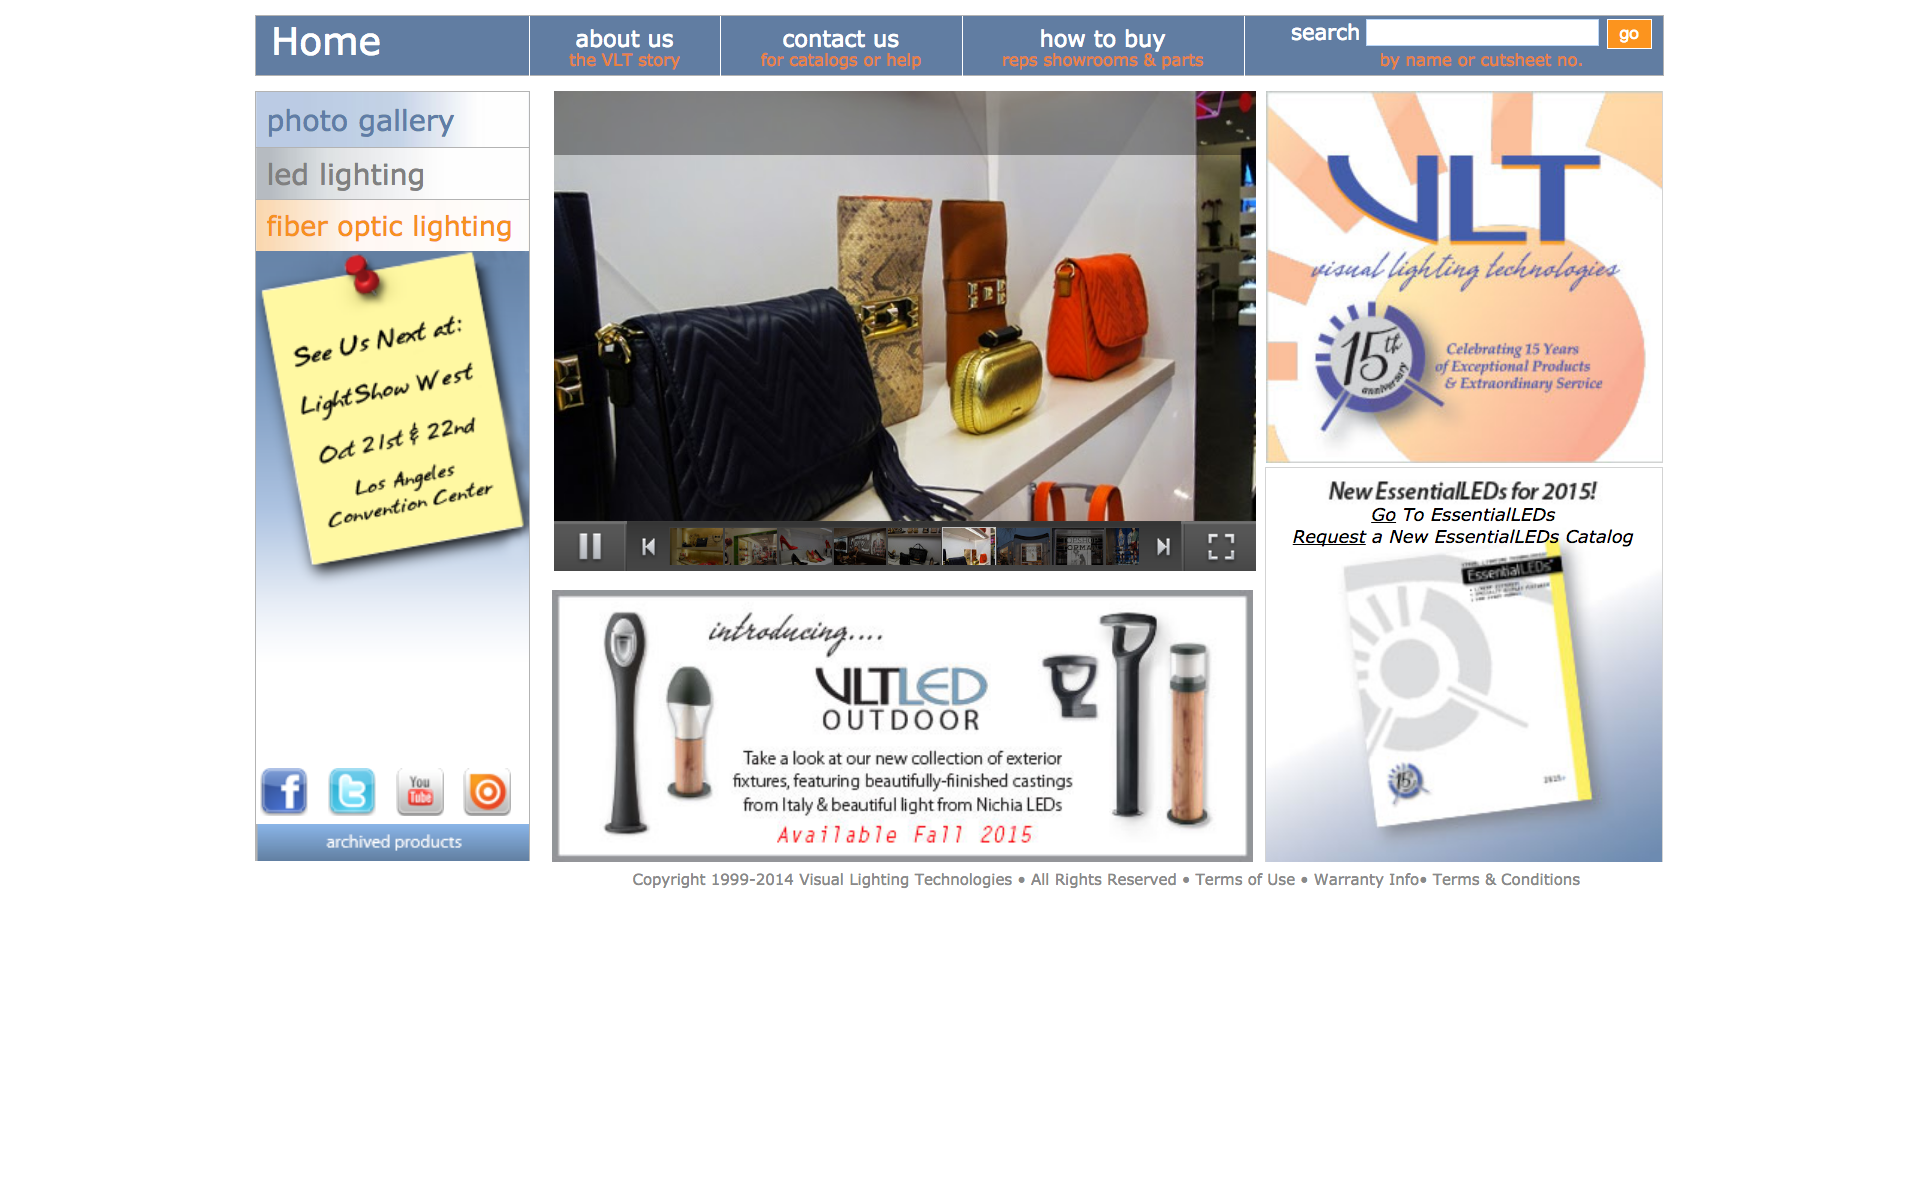 Home
about us
the VLT story
contact us
for catalogs or help
how to buy
reps showrooms & parts
search
go
by name or cutsheet no.
photo gallery
led lighting
fiber optic lighting
See Us Next at:
LightShow West
Oct 21st & 22nd
Los Angeles
Convention Center
archived products
You
Tube
introducing....
VLTLED
OUTDOOR
Take a look at our new collection of exterior
fixtures, featuring beautifully-fiinished castings
from Italy & beautiful light from Nichia LEDs
Available Fall 2015
VLT
visual lighting technologies
15th
anniversary
Celebrating 15 Years
of Exceptional Products
& Extraordinary Service
New EssentialLEDs for 2015!
Go To EssentialLEDs
Request a New EssentialLEDs Catalog
EssentialLEDs
15th
Copyright 1999-2014 Visual Lighting Technologies • All Rights Reserved • Terms of Use • Warranty Info• Terms & Conditions